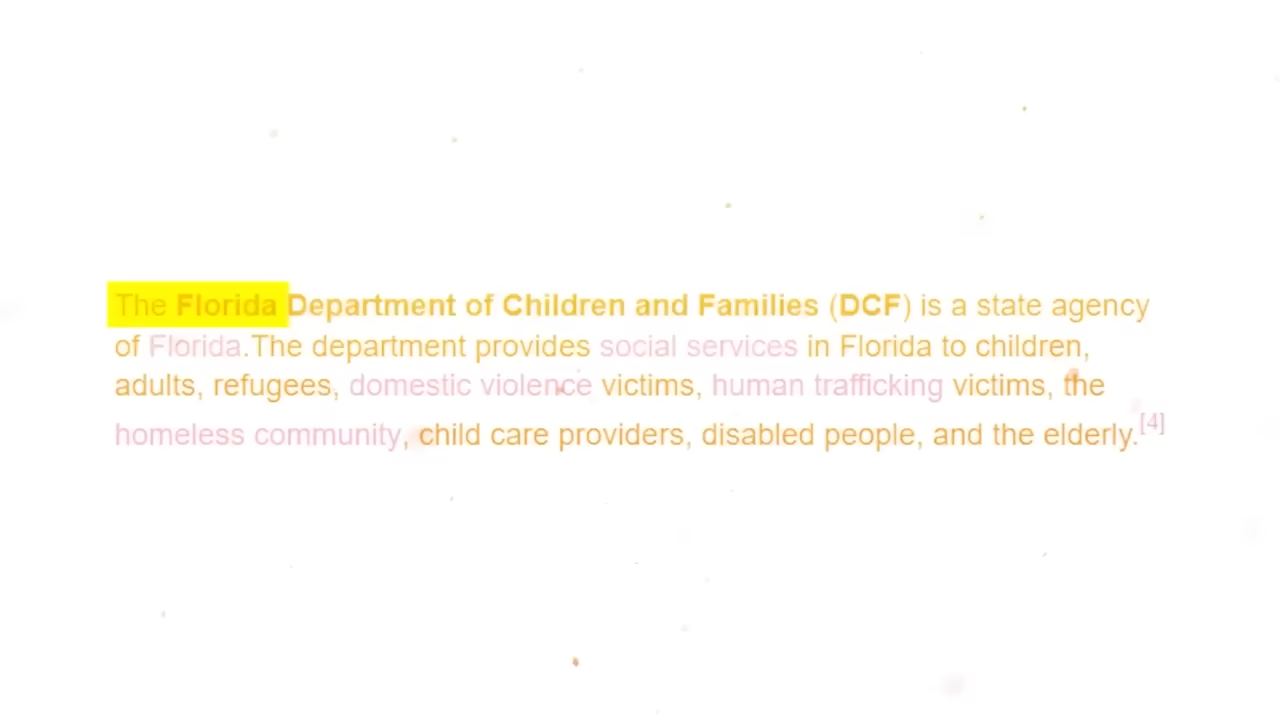 The Florida Department of Children and Families (DCF) is a state agency
of Florida.The department provides social services in Florida to children,
adults, refugees, domestic violence victims, human trafficking victims, the
homeless community, child care providers, disabled people, and the elderly.[4]